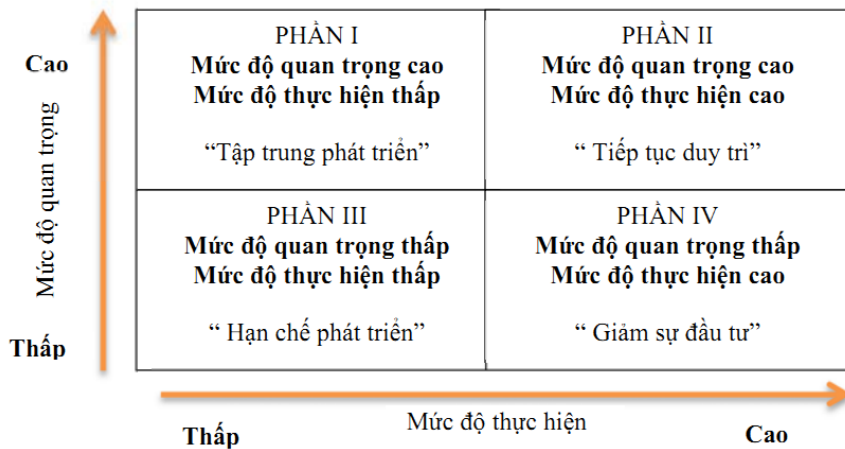 Cao
Mức độ quan trọng
Thấp
PHẦN I
Mức độ quan trọng cao
Mức độ thực hiện thấp
“Tập trung phát triển”
PHẦN II
Mức độ quan trọng cao
Mức độ thực hiện cao
“ Tiếp tục duy trì”
PHẦN III
Mức độ quan trọng thấp
Mức độ thực hiện thấp
“ Hạn chế phát triển”
PHẦN IV
Mức độ quan trọng thấp
Mức độ thực hiện cao
“ Giảm sự đầu tư”
Thấp
Mức độ thực hiện
Cao